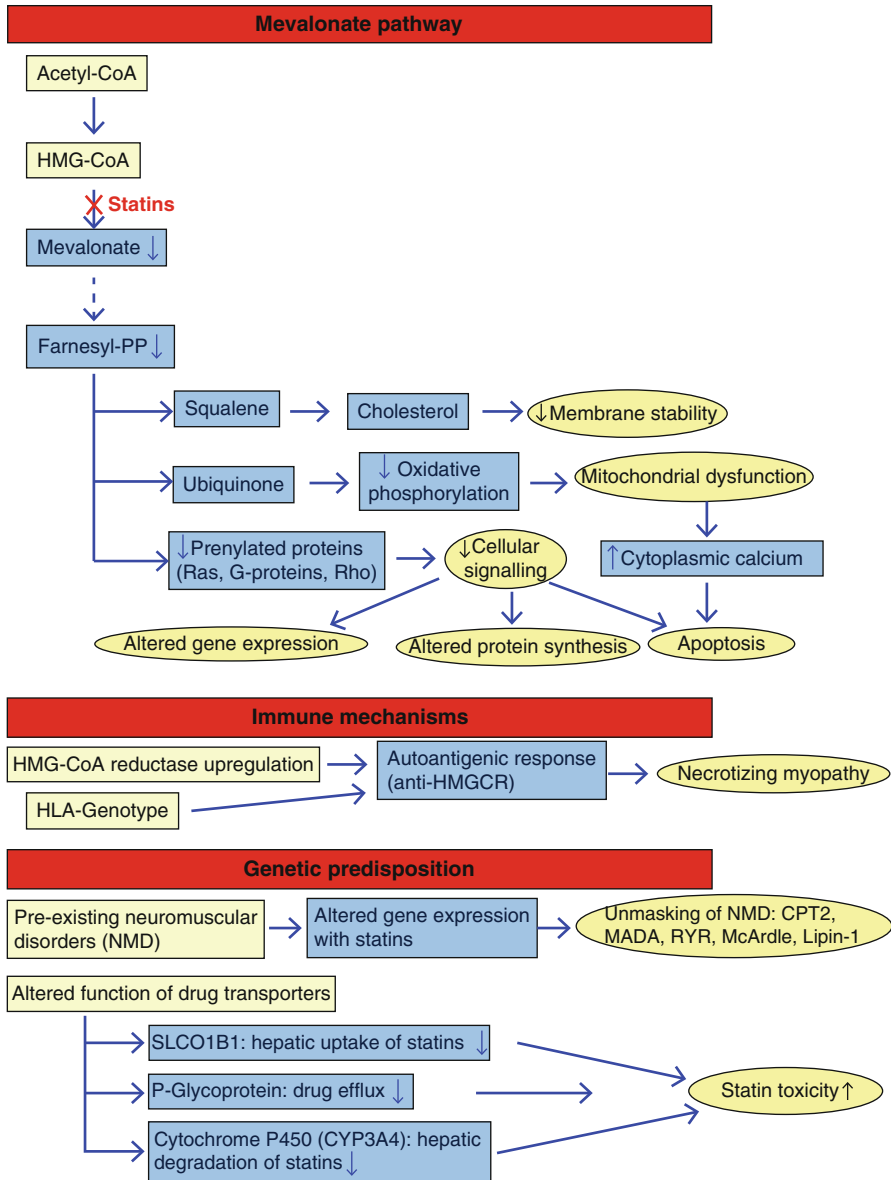 Mevalonate pathway
Acetyl-CoA
HMG-CoA
Statins
Mevalonate ↓
Farnesyl-PP ↓
Squalene
Cholesterol
↓ Membrane stability
Ubiquinone
↓ Oxidative
phosphorylation
Mitochondrial dysfunction
↓ Prenylated proteins
(Ras, G-proteins, Rho)
↓ Cellular
signalling
↑ Cytoplasmic calcium
Altered gene expression
Altered protein synthesis
Apoptosis
Immune mechanisms
HMG-CoA reductase upregulation
HLA-Genotype
Autoantigenic response
(anti-HMGCR)
Necrotizing myopathy
Genetic predisposition
Pre-existing neuromuscular
disorders (NMD)
Altered gene expression
with statins
Unmasking of NMD: CPT2,
MADA, RYR, McArdle, Lipin-1
Altered function of drug transporters
SLCO1B1: hepatic uptake of statins ↓
P-Glycoprotein: drug efflux ↓
Cytochrome P450 (CYP3A4): hepatic
degradation of statins ↓
Statin toxicity ↑